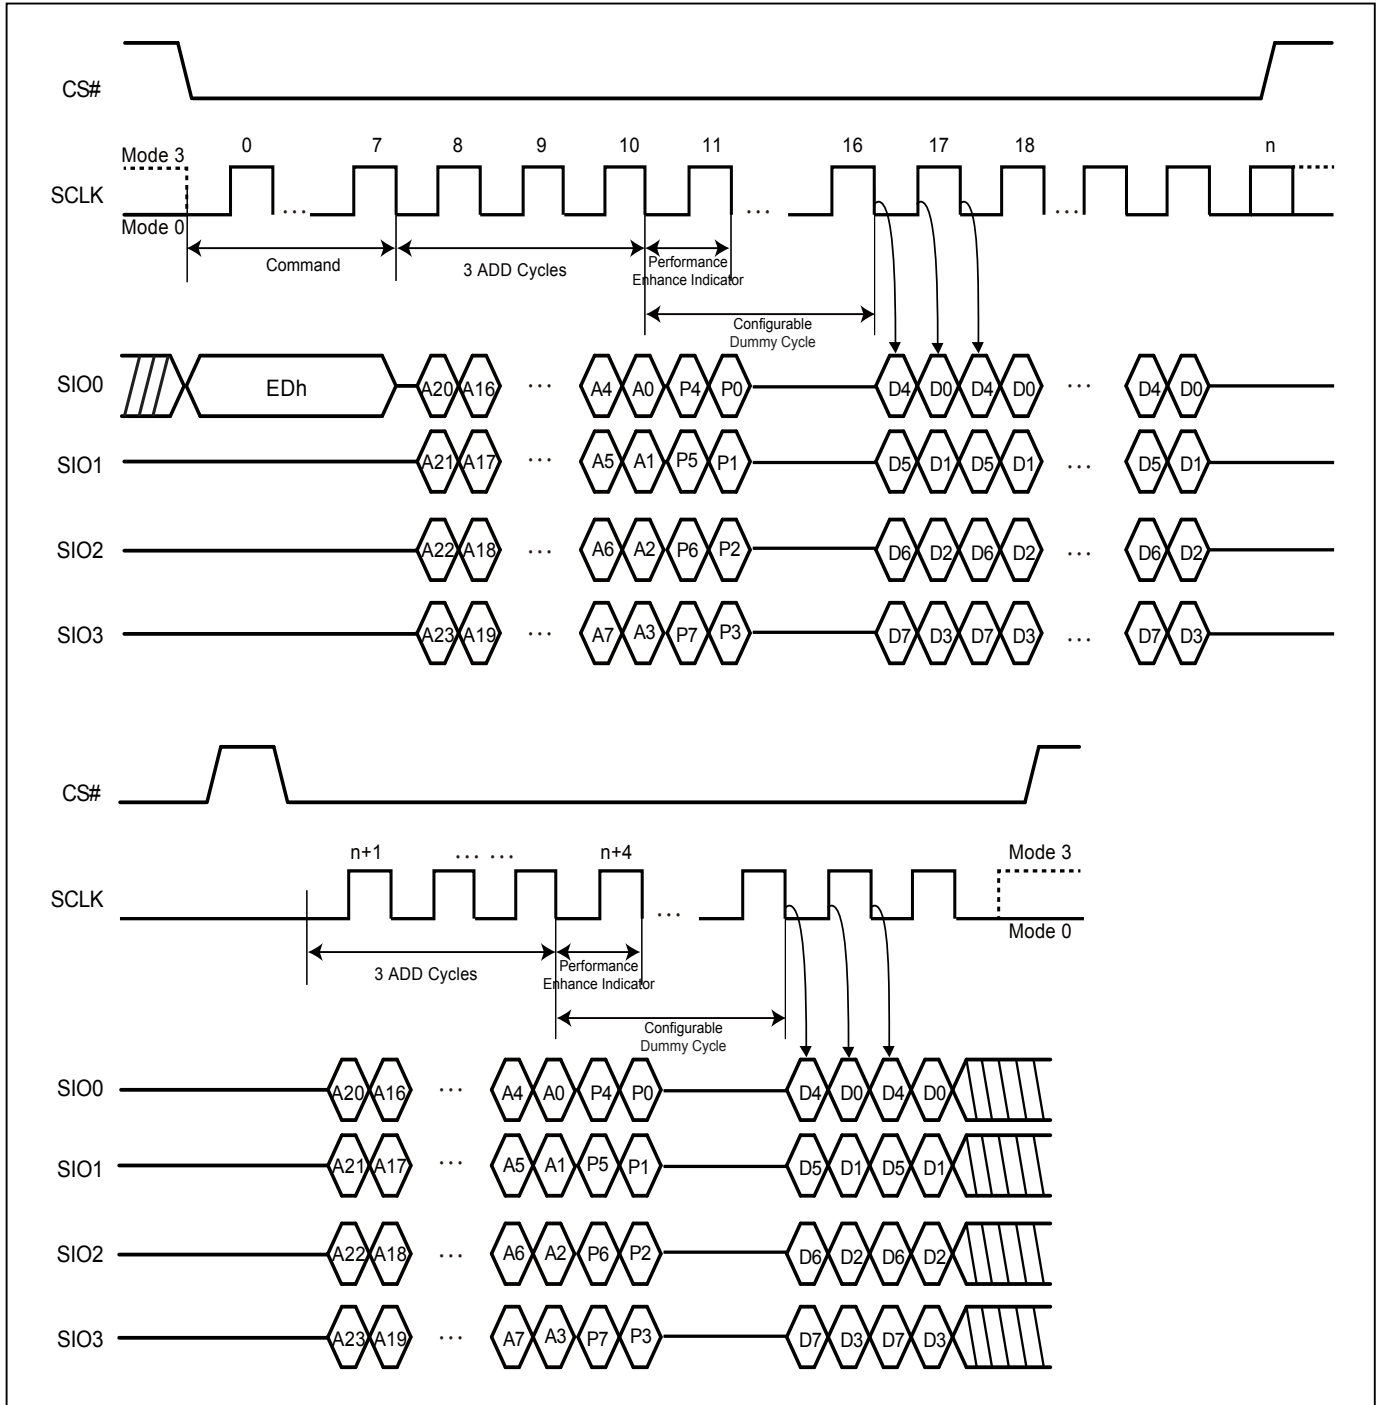 CS#
0 7 8 9 10 11 16 17 18 n
Mode 3
SCLK
... ... ...
Mode 0
Command
3 ADD Cycles
Performance
Enhance Indicator
Configurable
Dummy Cycle
SIO0 EDh A20 A16 ... A4 A0 P4 P0 D4 D0 D4 D0 ... D4 D0
SIO1 A21 A17 ... A5 A1 P5 P1 D5 D1 D5 D1 ... D5 D1
SIO2 A22 A18 ... A6 A2 P6 P2 D6 D2 D6 D2 ... D6 D2
SIO3 A23 A19 ... A7 A3 P7 P3 D7 D3 D7 D3 ... D7 D3
CS#
n+1 ... ... n+4 Mode 3
SCLK ...
Mode 0
3 ADD Cycles
Performance
Enhance Indicator
Configurable
Dummy Cycle
SIO0 A20 A16 ... A4 A0 P4 P0 D4 D0 D4 D0
SIO1 A21 A17 ... A5 A1 P5 P1 D5 D1 D5 D1
SIO2 A22 A18 ... A6 A2 P6 P2 D6 D2 D6 D2
SIO3 A23 A19 ... A7 A3 P7 P3 D7 D3 D7 D3